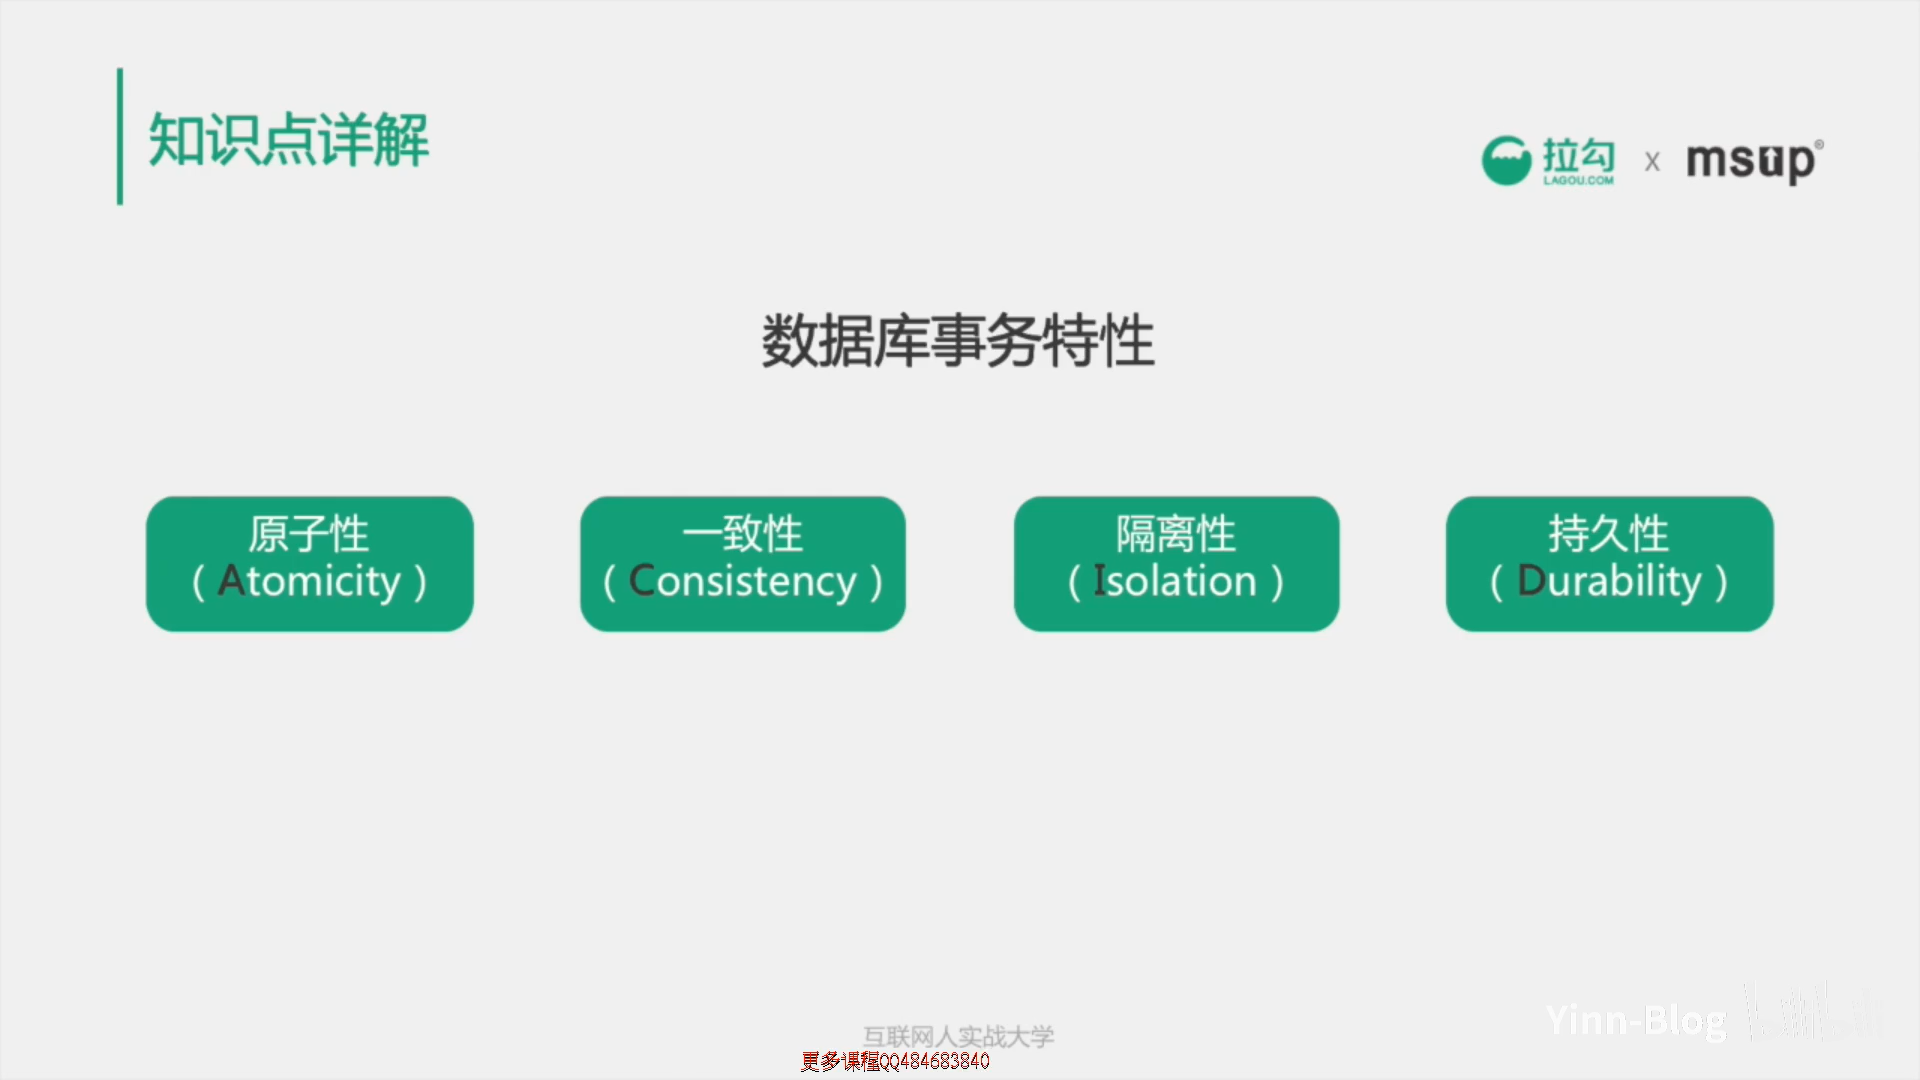 知识点详解
拉勾
LAGOU.COM
x
msup®
数据库事务特性
原子性
（Atomicity）
一致性
（Consistency）
隔离性
（Isolation）
持久性
（Durability）
Yinn-Blog
互联网人实战大学
更多课程QQ484683840